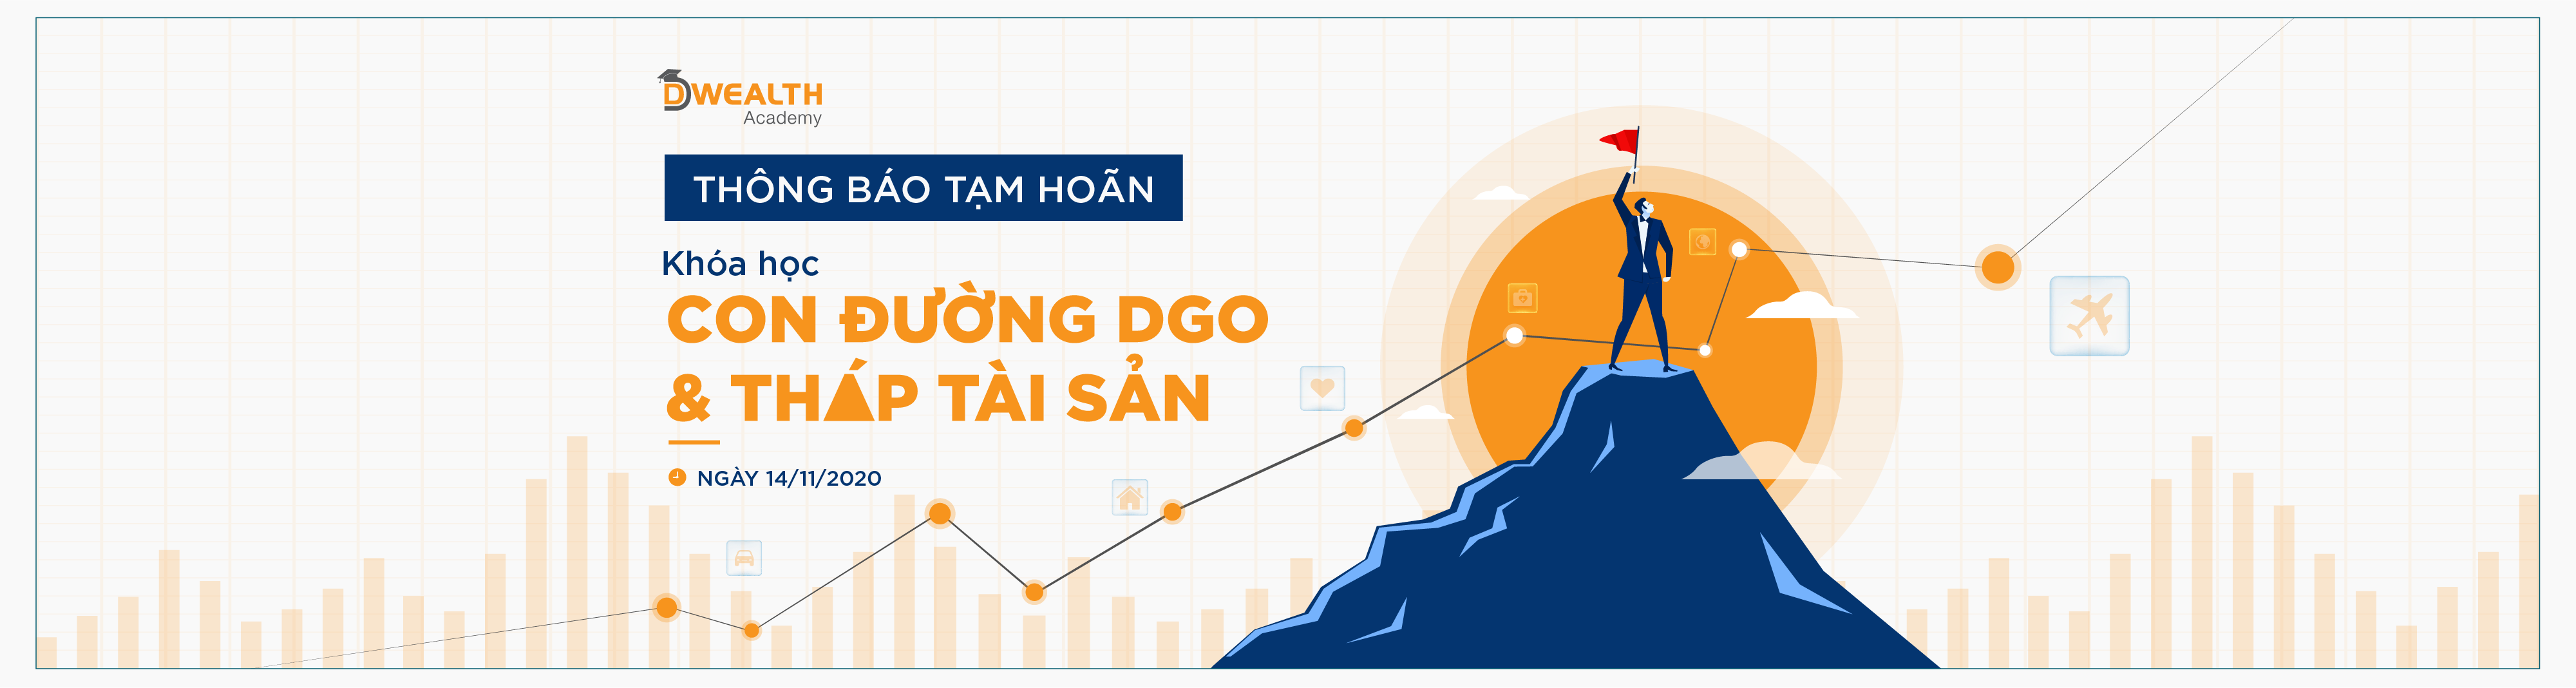 DWEALTH
Academy
THÔNG BÁO TẠM HOÃN
Khóa học
CON ĐƯỜNG DGO
& THÁP TÀI SẢN
NGÀY 14/11/2020